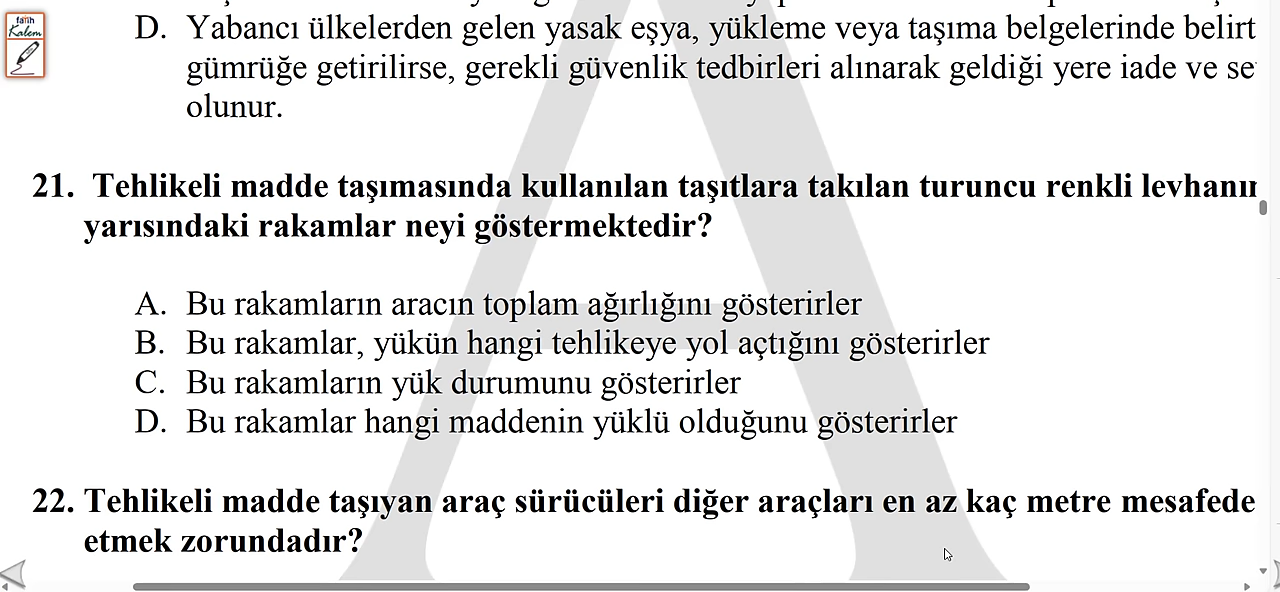 fatih
Kalem
D. Yabancı ülkelerden gelen yasak eşya, yükleme veya taşıma belgelerinde belirt
gümrüğe getirilirse, gerekli güvenlik tedbirleri alınarak geldiği yere iade ve se
olunur.
21. Tehlikeli madde taşımasında kullanılan taşıtlara takılan turuncu renkli levhanın
yarısındaki rakamlar neyi göstermektedir?
A. Bu rakamların aracın toplam ağırlığını gösterirler
B. Bu rakamlar, yükün hangi tehlikeye yol açtığını gösterirler
C. Bu rakamların yük durumunu gösterirler
D. Bu rakamlar hangi maddenin yüklü olduğunu gösterirler
22. Tehlikeli madde taşıyan araç sürücüleri diğer araçları en az kaç metre mesafede
etmek zorundadır?